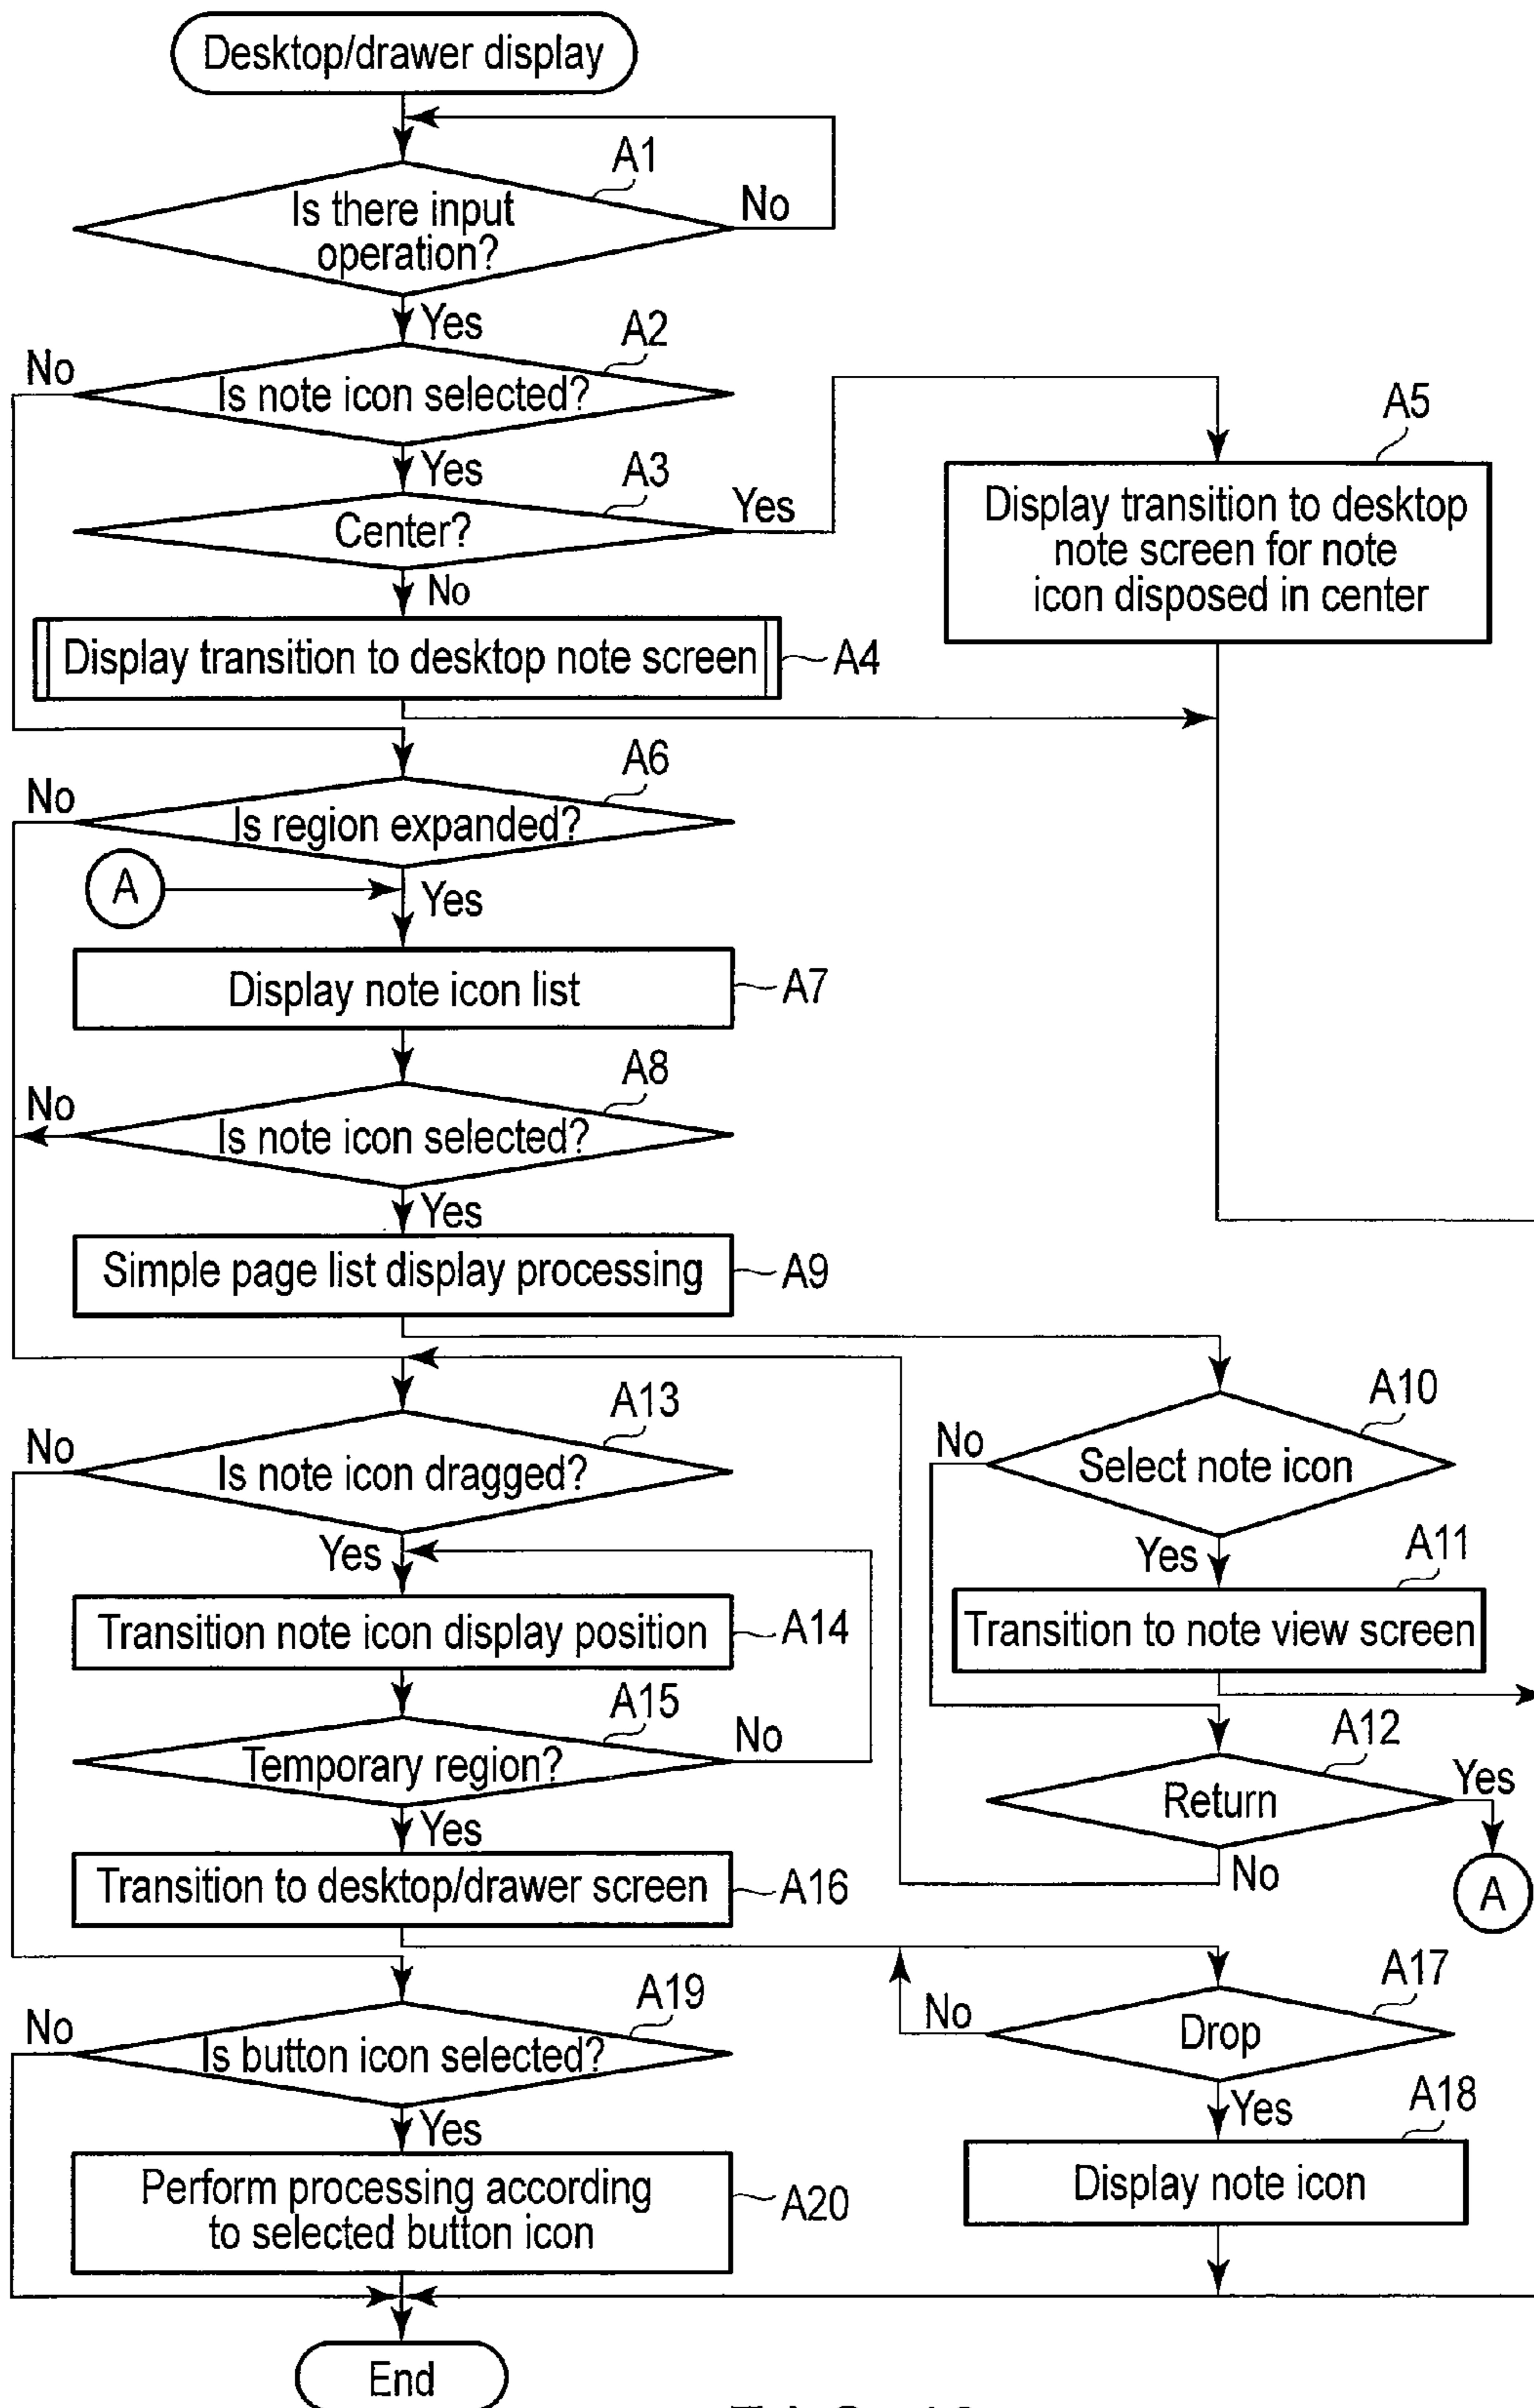 Desktop/drawer display
A1
Is there input
operation?
No
Yes
A2
No
Is note icon selected?
Yes
A3
Center?
Yes
No
Display transition to desktop note screen
A4
A5
Display transition to desktop
note screen for note
icon disposed in center
A6
No
Is region expanded?
A
Yes
Display note icon list
A7
A8
No
Is note icon selected?
Yes
Simple page list display processing
A9
A10
No
Select note icon
Yes
A11
Transition to note view screen
A12
Return
Yes
A
No
A13
No
Is note icon dragged?
Yes
Transition note icon display position
A14
A15
Temporary region?
No
Yes
Transition to desktop/drawer screen
A16
A17
No
Drop
Yes
A18
Display note icon
A19
No
Is button icon selected?
Yes
Perform processing according
to selected button icon
A20
End